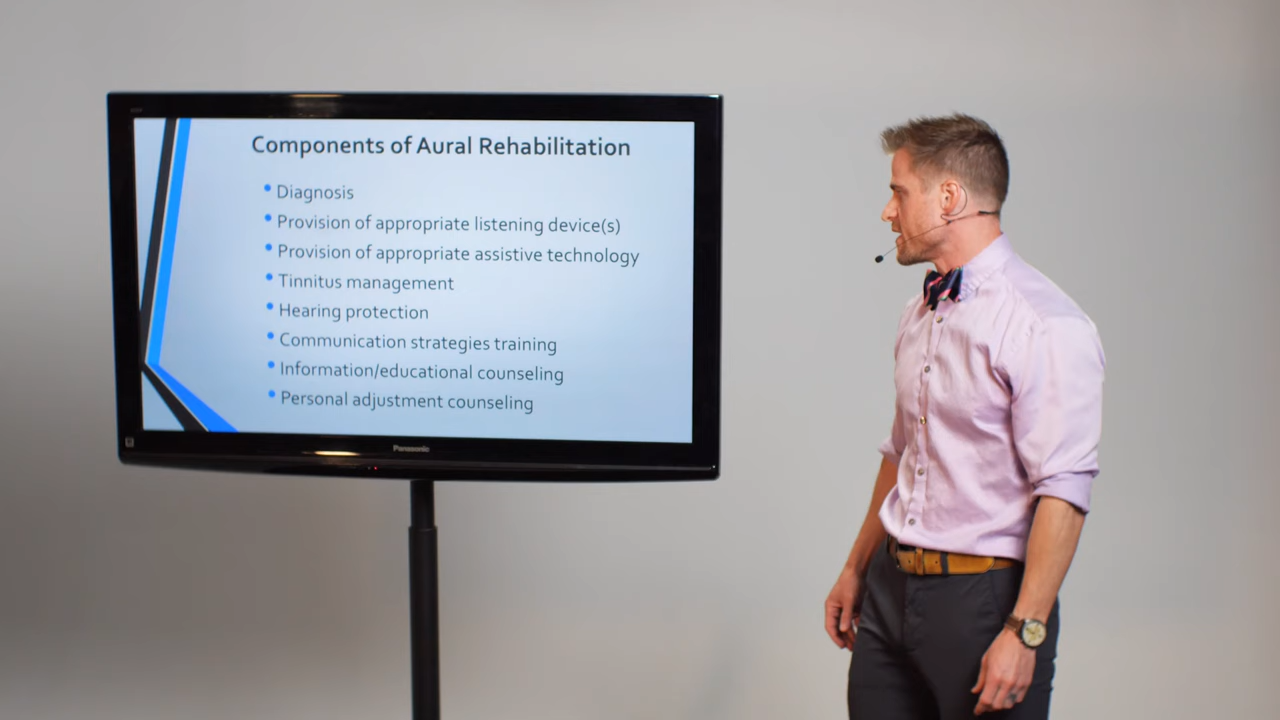 Components of Aural Rehabilitation
• Diagnosis
• Provision of appropriate listening device(s)
• Provision of appropriate assistive technology
• Tinnitus management
• Hearing protection
• Communication strategies training
• Information/educational counseling
• Personal adjustment counseling
Panasonic